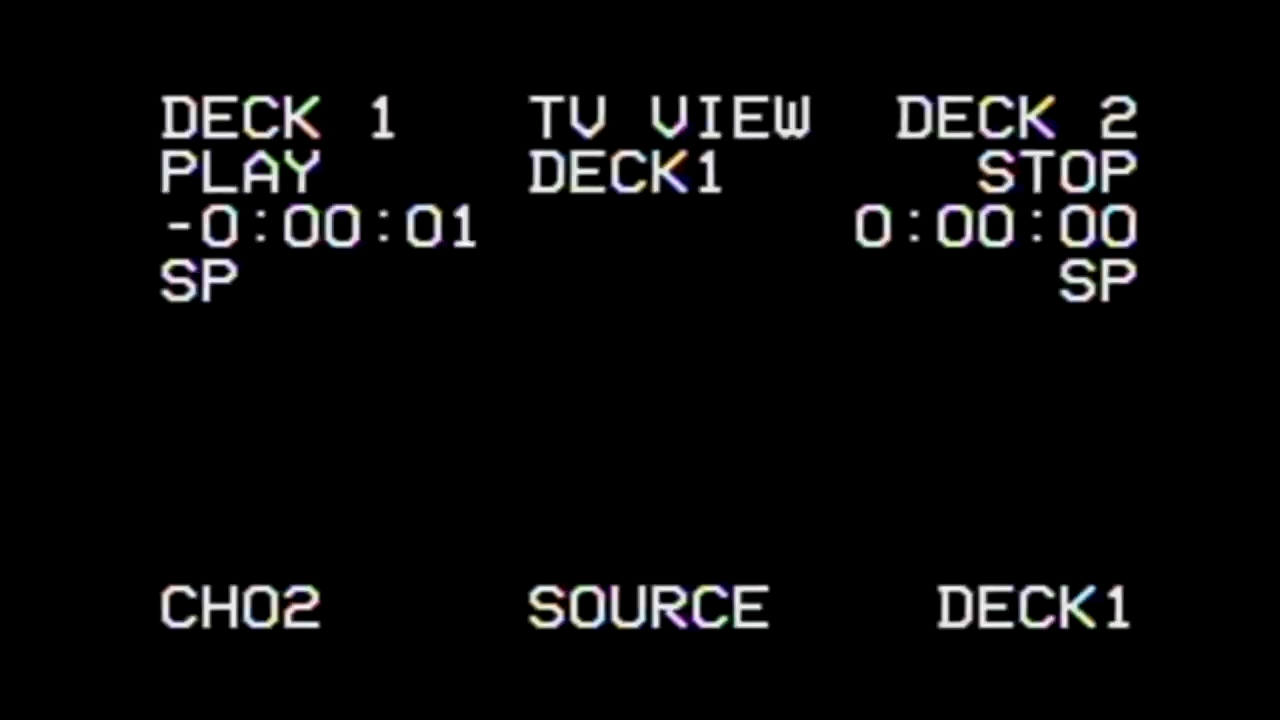 DECK 1 TV VIEW DECK 2
PLAY DECK1 STOP
-0:00:01 0:00:00
SP SP
CH02 SOURCE DECK1